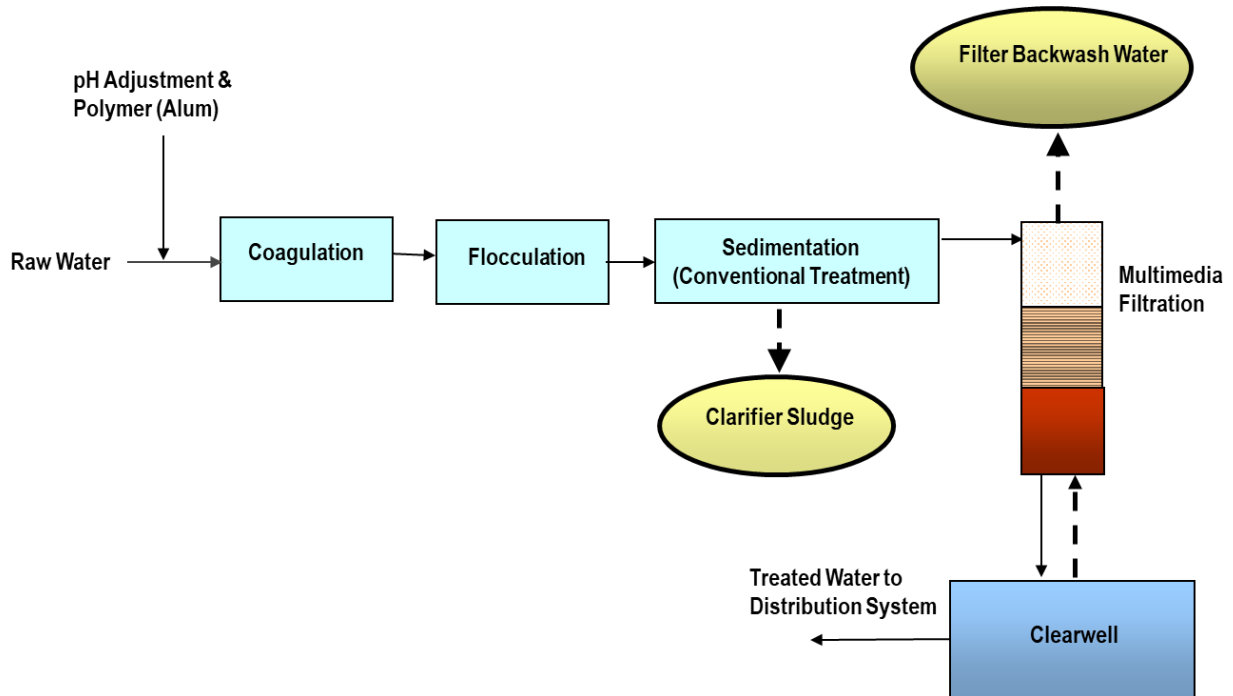 Filter Backwash Water
pH Adjustment &
Polymer (Alum)
Raw Water
Coagulation
Flocculation
Sedimentation
(Conventional Treatment)
Multimedia
Filtration
Clarifier Sludge
Treated Water to
Distribution System
Clearwell